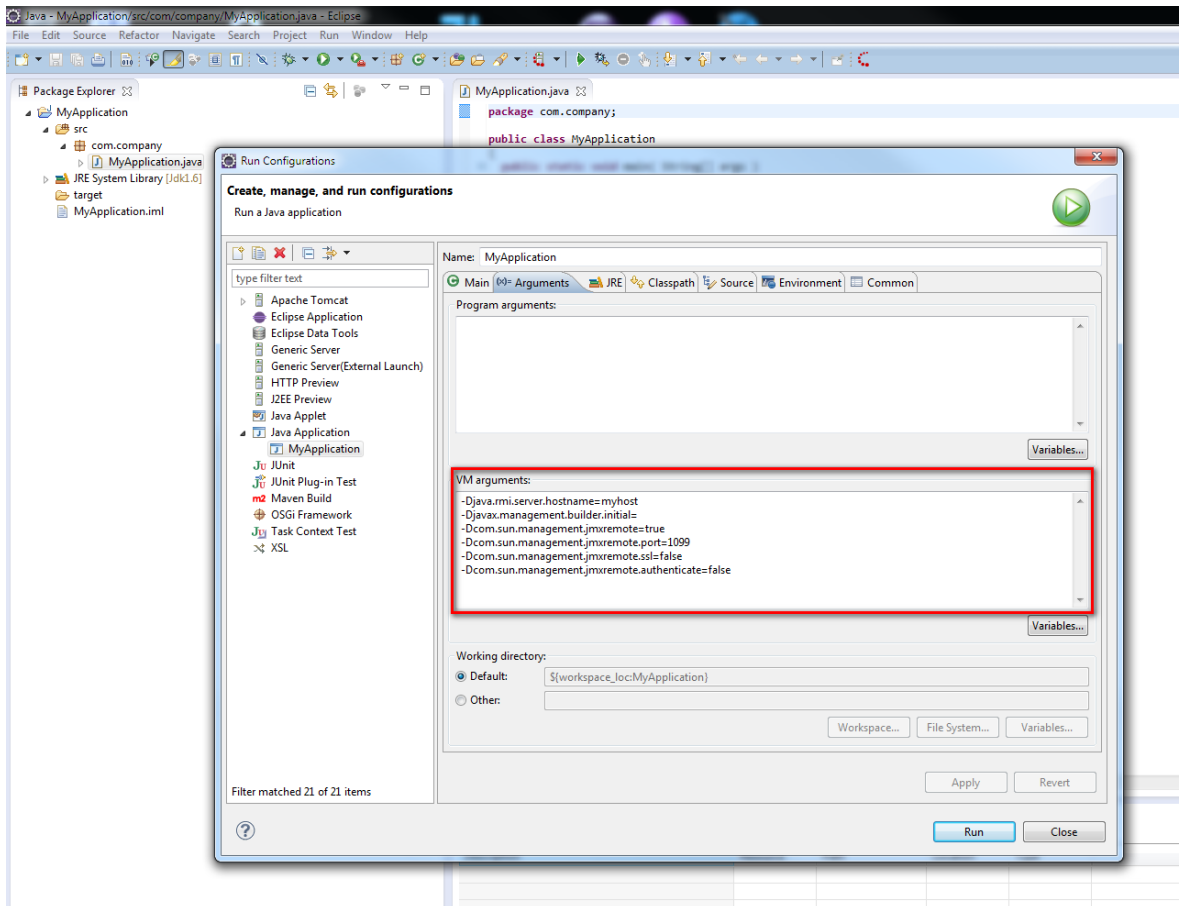 Java - MyApplication/src/com/company/MyApplication.java - Eclipse
File Edit Source Refactor Navigate Search Project Run Window Help
Package Explorer
MyApplication
src
com.company
MyApplication.java
JRE System Library [Jdk1.6]
target
MyApplication.iml
MyApplication.java
package com.company;
public class MyApplication
public static void main( String[] args )
Run Configurations
Create, manage, and run configurations
Run a Java application
type filter text
Apache Tomcat
Eclipse Application
Eclipse Data Tools
Generic Server
Generic Server(External Launch)
HTTP Preview
J2EE Preview
Java Applet
Java Application
MyApplication
JUnit
JUnit Plug-in Test
m2 Maven Build
OSGi Framework
Task Context Test
XSL
Filter matched 21 of 21 items
Name: MyApplication
Main (x)= Arguments JRE Classpath Source Environment Common
Program arguments:
Variables...
VM arguments:
-Djava.rmi.server.hostname=myhost
-Djavax.management.builder.initial=
-Dcom.sun.management.jmxremote=true
-Dcom.sun.management.jmxremote.port=1099
-Dcom.sun.management.jmxremote.ssl=false
-Dcom.sun.management.jmxremote.authenticate=false
Variables...
Working directory:
Default: ${workspace_loc:MyApplication}
Other:
Workspace... File System... Variables...
Apply Revert
Run Close